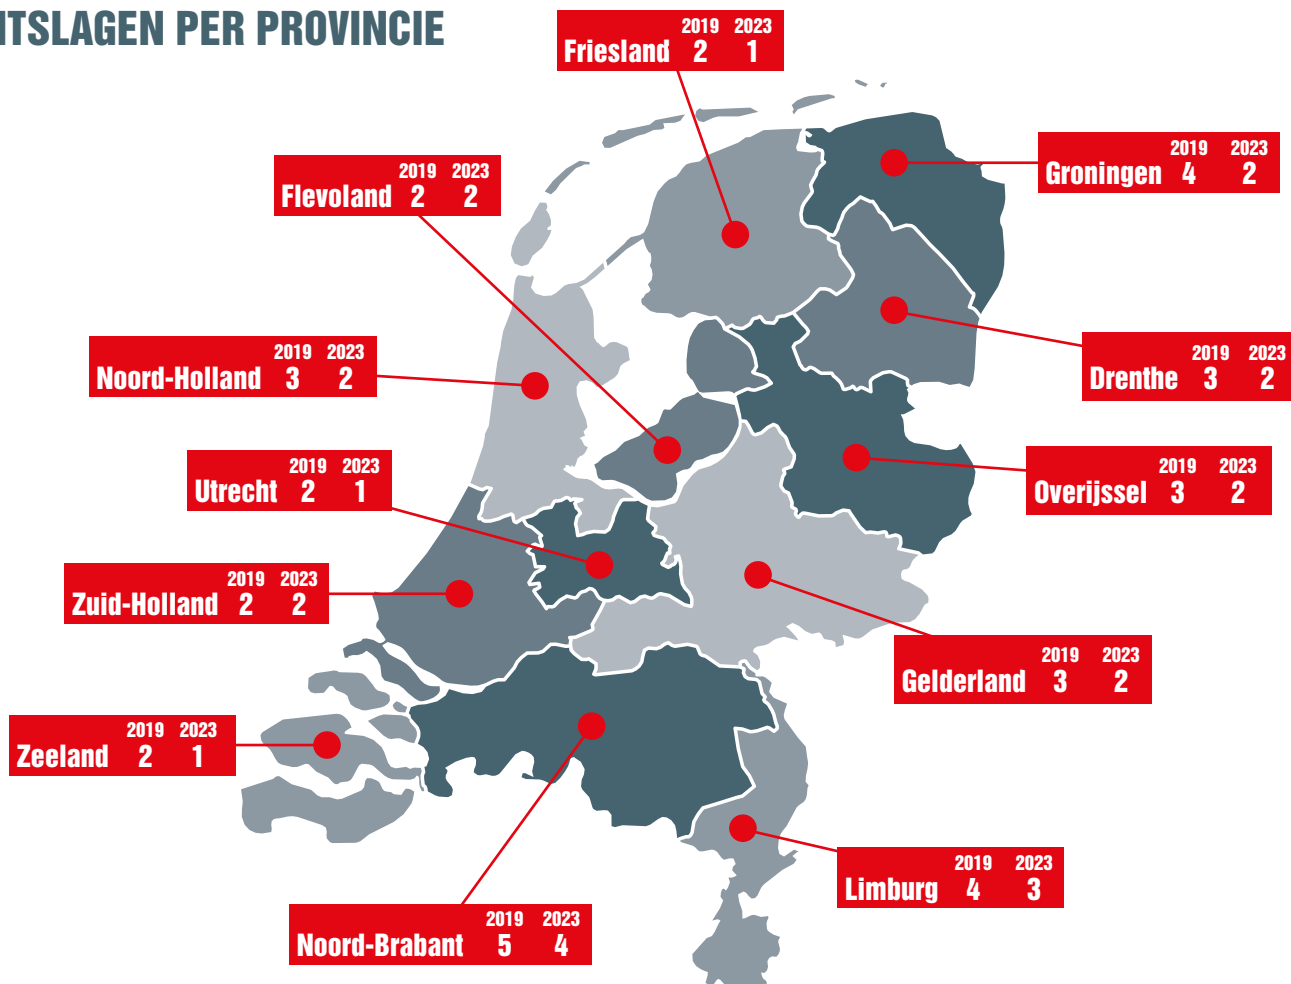 ITSLAGEN PER PROVINCIE
2019 2023
Friesland 2 1
2019 2023
Groningen 4 2
2019 2023
Flevoland 2 2
2019 2023
Noord-Holland 3 2
2019 2023
Drenthe 3 2
2019 2023
Utrecht 2 1
2019 2023
Overijssel 3 2
2019 2023
Zuid-Holland 2 2
2019 2023
Gelderland 3 2
2019 2023
Zeeland 2 1
2019 2023
Limburg 4 3
2019 2023
Noord-Brabant 5 4